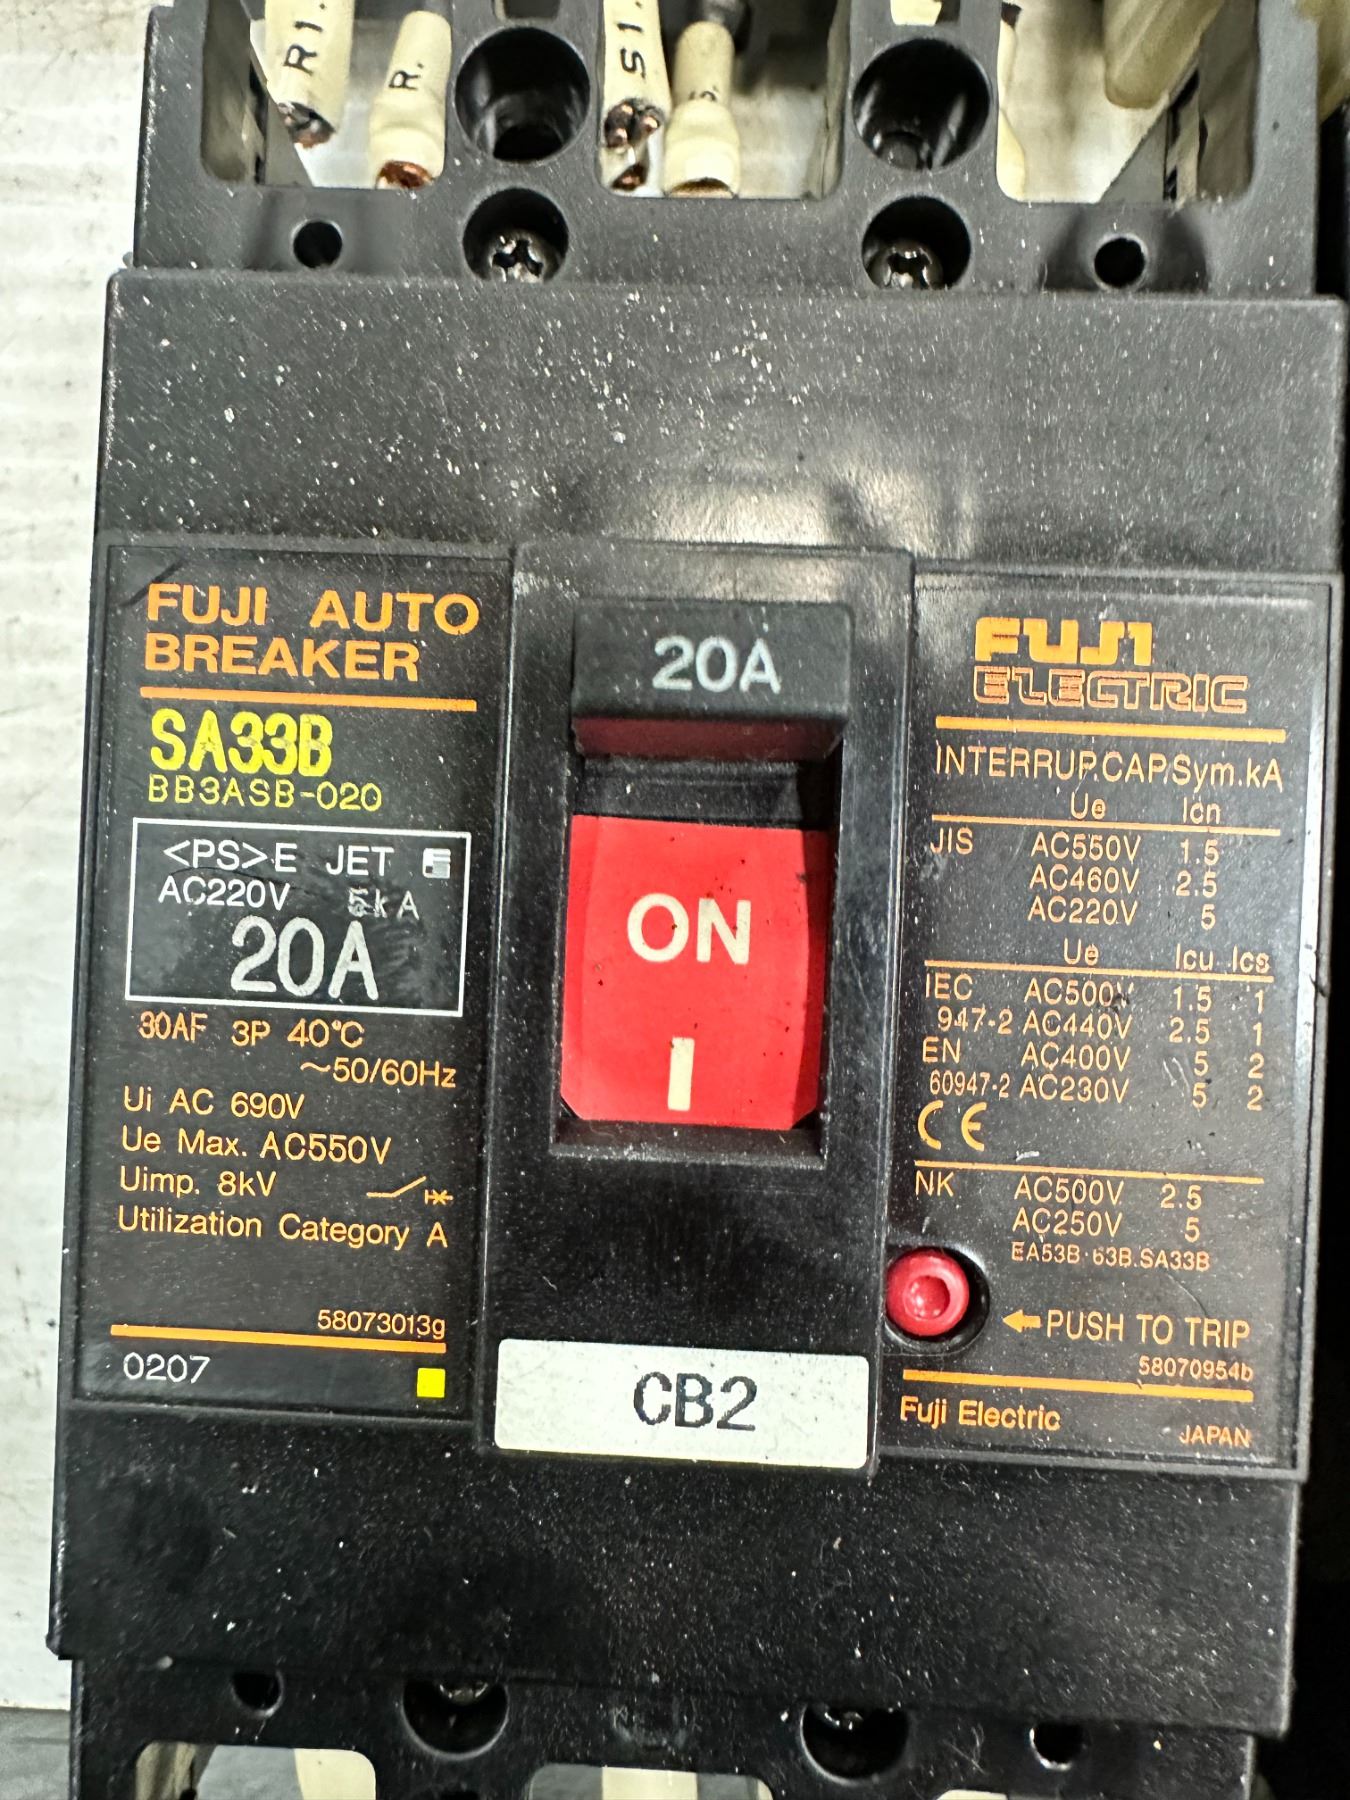 R1.
R.
S1.
FUJI AUTO
BREAKER
SA33B
BB3ASB-020
<PS>E JET
AC220V 5kA
20A
30AF 3P 40°C
~50/60Hz
Ui AC 690V
Ue Max. AC550V
Uimp. 8kV
Utilization Category A
58073013g
0207
20A
ON
I
CB2
FUJI
ELECTRIC
INTERRUP.CAP.Sym.kA
Ue Icn
JIS AC550V 1.5
AC460V 2.5
AC220V 5
Ue Icu Ics
IEC AC500V 1.5 1
947-2 AC440V 2.5 1
EN AC400V 5 2
60947-2 AC230V 5 2
CE
NK AC500V 2.5
AC250V 5
EA53B·63B.SA33B
PUSH TO TRIP
58070954b
Fuji Electric
JAPAN